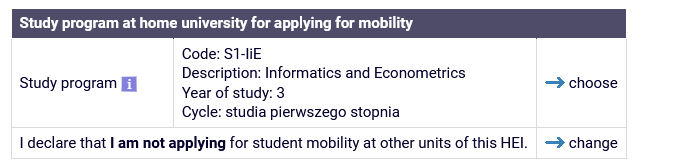 Study program at home university for applying for mobility
Code: S1-IiE
Description: Informatics and Econometrics
Study program i
Year of study: 3
Cycle: studia pierwszego stopnia
→ choose
I declare that I am not applying for student mobility at other units of this HEI.
→ change